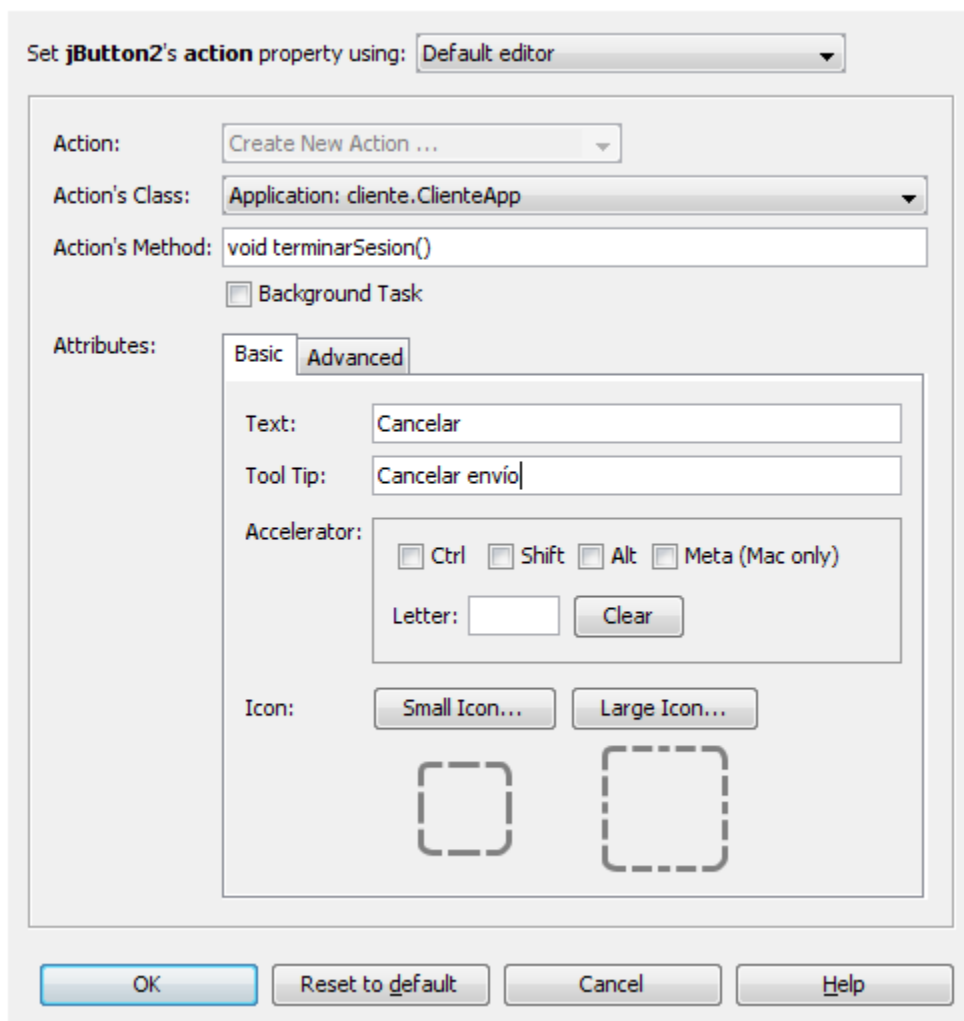 Set jButton2's action property using: Default editor
Action: Create New Action ...
Action's Class: Application: cliente.ClienteApp
Action's Method: void terminarSesion()
Background Task
Attributes: Basic Advanced
Text: Cancelar
Tool Tip: Cancelar envío
Accelerator: Ctrl Shift Alt Meta (Mac only)
Letter: Clear
Icon: Small Icon... Large Icon...
OK Reset to default Cancel Help